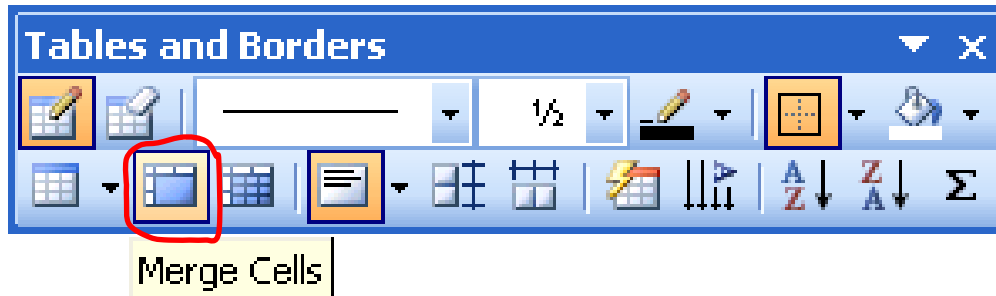 Tables and Borders
½
A
A Z
Z A
Σ
Merge Cells